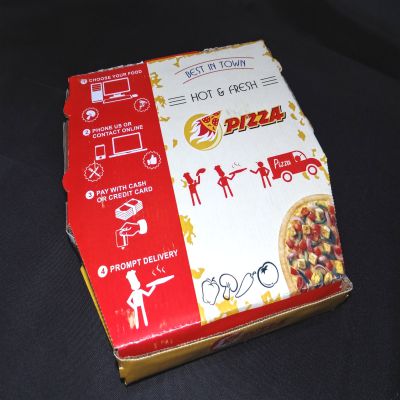 1 CHOOSE YOUR FOOD
2 PHONE US OR
CONTACT ONLINE
3 PAY WITH CASH
OR CREDIT CARD
4 PROMPT DELIVERY
BEST IN TOWN
HOT & FRESH
PIZZA
Pizza